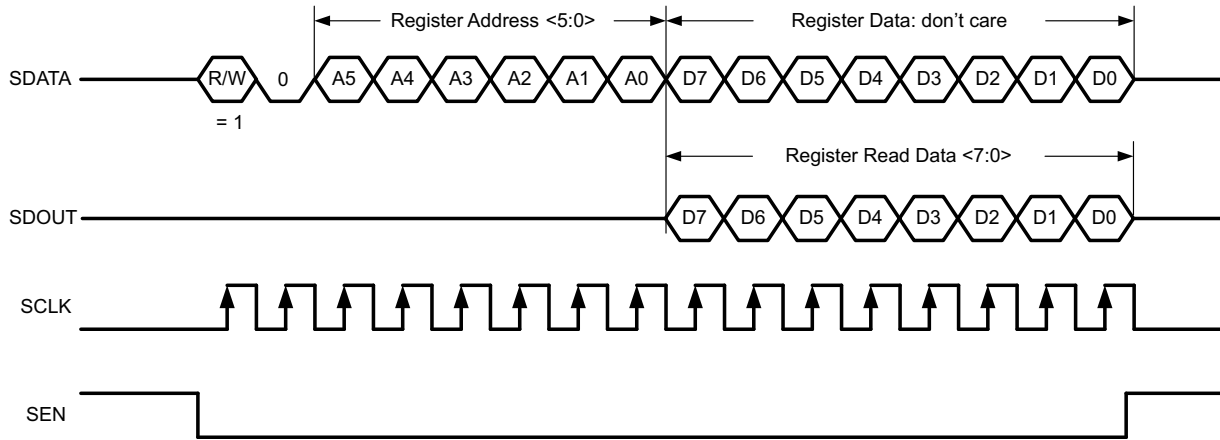 Register Address <5:0>
Register Data: don't care
SDATA R/W 0 A5 A4 A3 A2 A1 A0 D7 D6 D5 D4 D3 D2 D1 D0
= 1
Register Read Data <7:0>
SDOUT D7 D6 D5 D4 D3 D2 D1 D0
SCLK
SEN